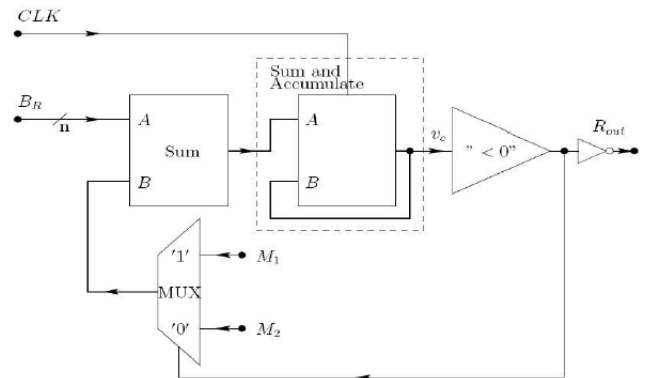 CLK
Sum and
Accumulate
B_R
n
A
Sum
B
A
B
v_c
" < 0"
R_out
'1'
M_1
MUX
'0'
M_2